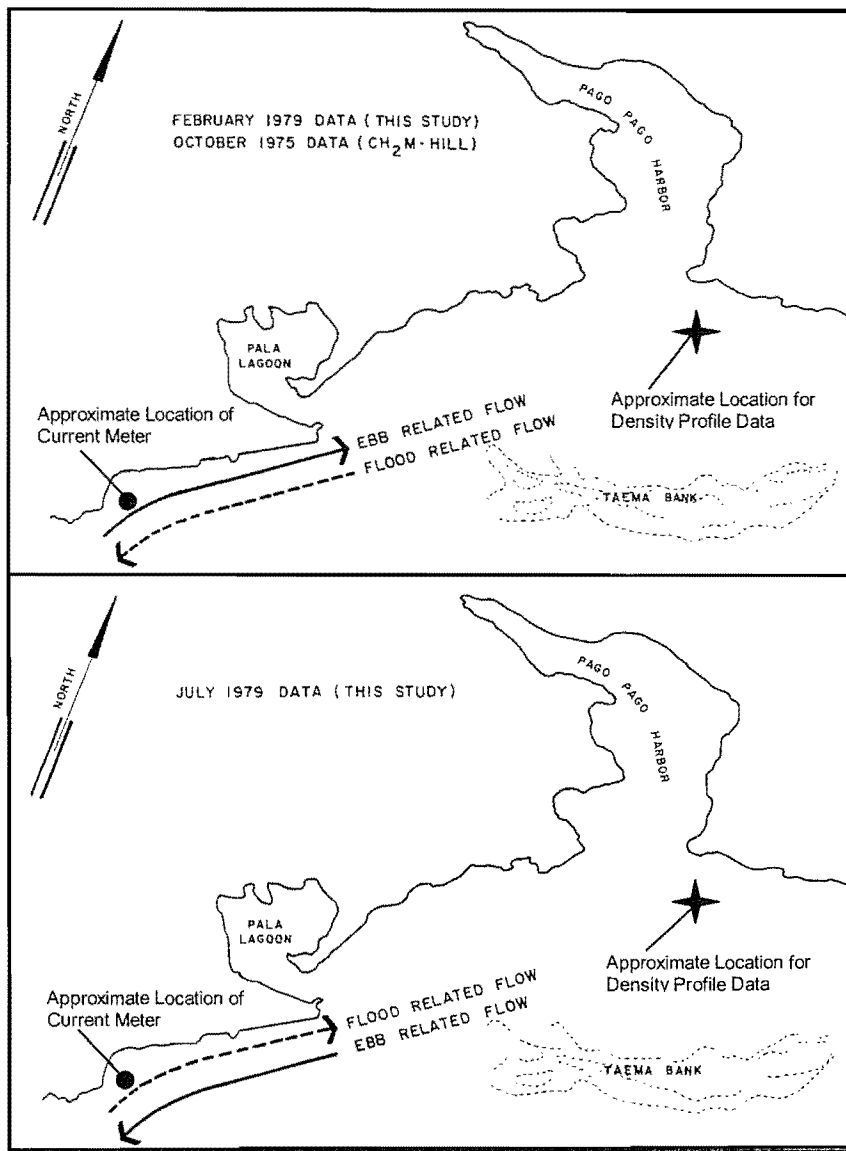 NORTH
FEBRUARY 1979 DATA (THIS STUDY)
OCTOBER 1975 DATA (CH₂M-HILL)
PAGO PAGO
HARBOR
PALA
LAGOON
Approximate Location of
Current Meter
EBB RELATED FLOW
FLOOD RELATED FLOW
Approximate Location for
Density Profile Data
TAEMA BANK
NORTH
JULY 1979 DATA (THIS STUDY)
PAGO PAGO
HARBOR
PALA
LAGOON
Approximate Location of
Current Meter
FLOOD RELATED FLOW
EBB RELATED FLOW
Approximate Location for
Density Profile Data
TAEMA BANK